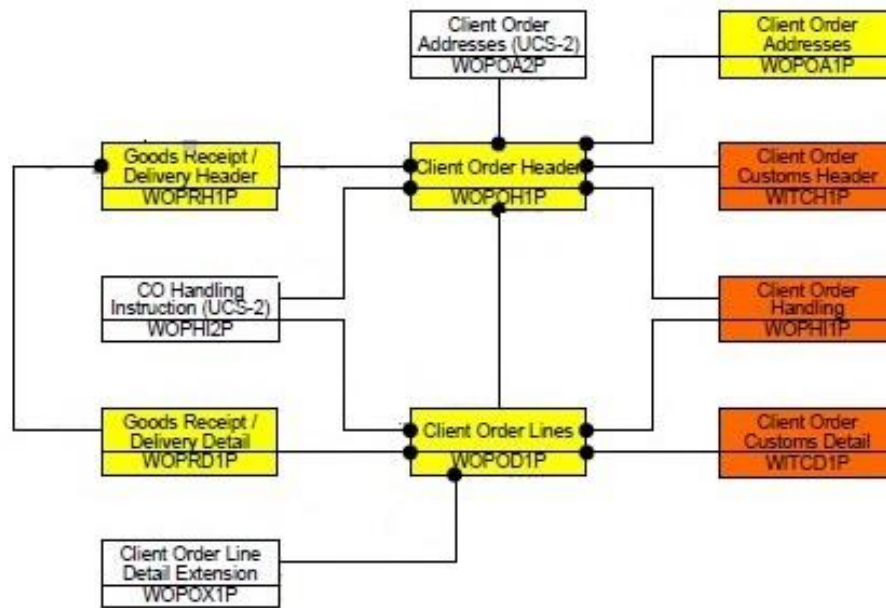 Client Order
Addresses (UCS-2)
WOPOA2P
Client Order
Addresses
WOPOA1P
Goods Receipt /
Delivery Header
WOPRH1P
Client Order Header
WOPOH1P
Client Order
Customs Header
WITCH1P
CO Handling
Instruction (UCS-2)
WOPHI2P
Client Order
Handling
WOPHI1P
Goods Receipt /
Delivery Detail
WOPRD1P
Client Order Lines
WOPOD1P
Client Order
Customs Detail
WITCD1P
Client Order Line
Detail Extension
WOPOX1P